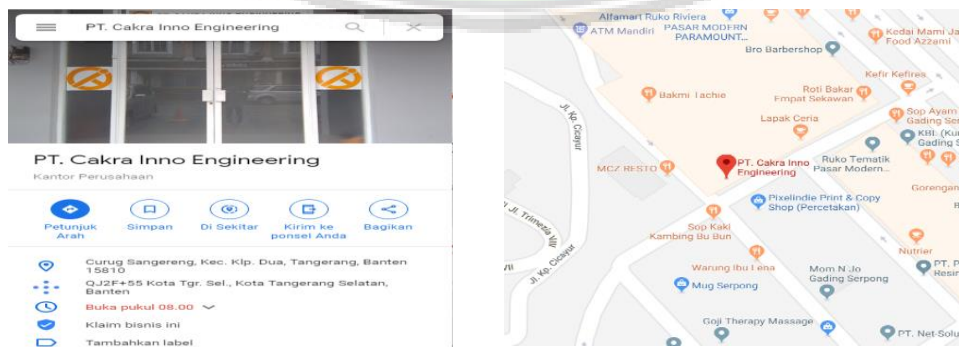 PT. Cakra Inno Engineering
PT. Cakra Inno Engineering
Kantor Perusahaan
Petunjuk Arah
Simpan
Di Sekitar
Kirim ke ponsel Anda
Bagikan
Curug Sangereng, Kec. Klp. Dua, Tangerang, Banten
15810
QJ2F+55 Kota Tgr. Sel., Kota Tangerang Selatan,
Banten
Buka pukul 08.00
Klaim bisnis ini
Tambahkan label
Alfamart Ruko Riviera
ATM Mandiri
PASAR MODERN
PARAMOUNT...
Bro Barbershop
Kedai Mami
Food Azzami
Kefir Kefires
Bakmi Tachie
Roti Bakar
Empat Sekawan
Lapak Ceria
Sop Ayam
Gading
KHI
Gading
Jl. Kp. Cicayur
MCZ RESTO
PT. Cakra Inno
Engineering
Ruko Tematik
Pasar Modern...
Gorengan
Pixelindie Print & Copy
Shop (Percetakan)
Jl. Trimezia VIII
Sop Kaki
Kambing Bu Bun
Nutrier
Jl. Kp. Cicayur
Warung Ibu Lena
Mom N Jo
Gading Serpong
PT. P
Resin
Mug Serpong
Goji Therapy Massage
PT. Net-Solu